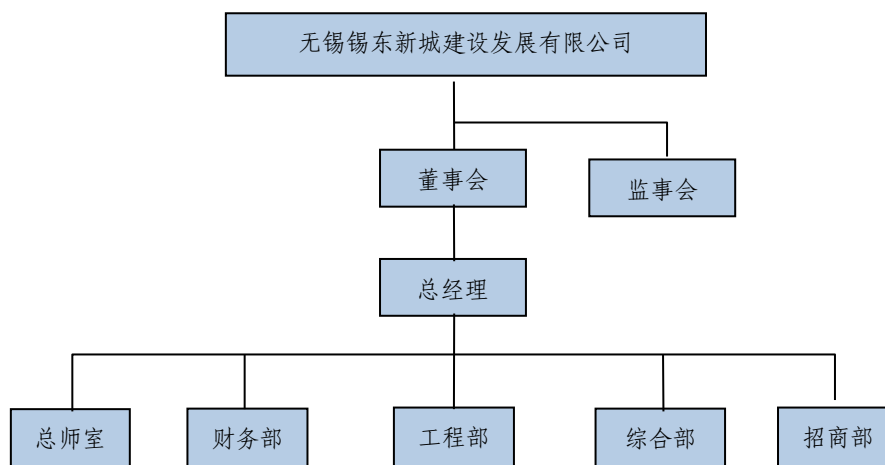 无锡锡东新城建设发展有限公司
董事会
监事会
总经理
总师室
财务部
工程部
综合部
招商部